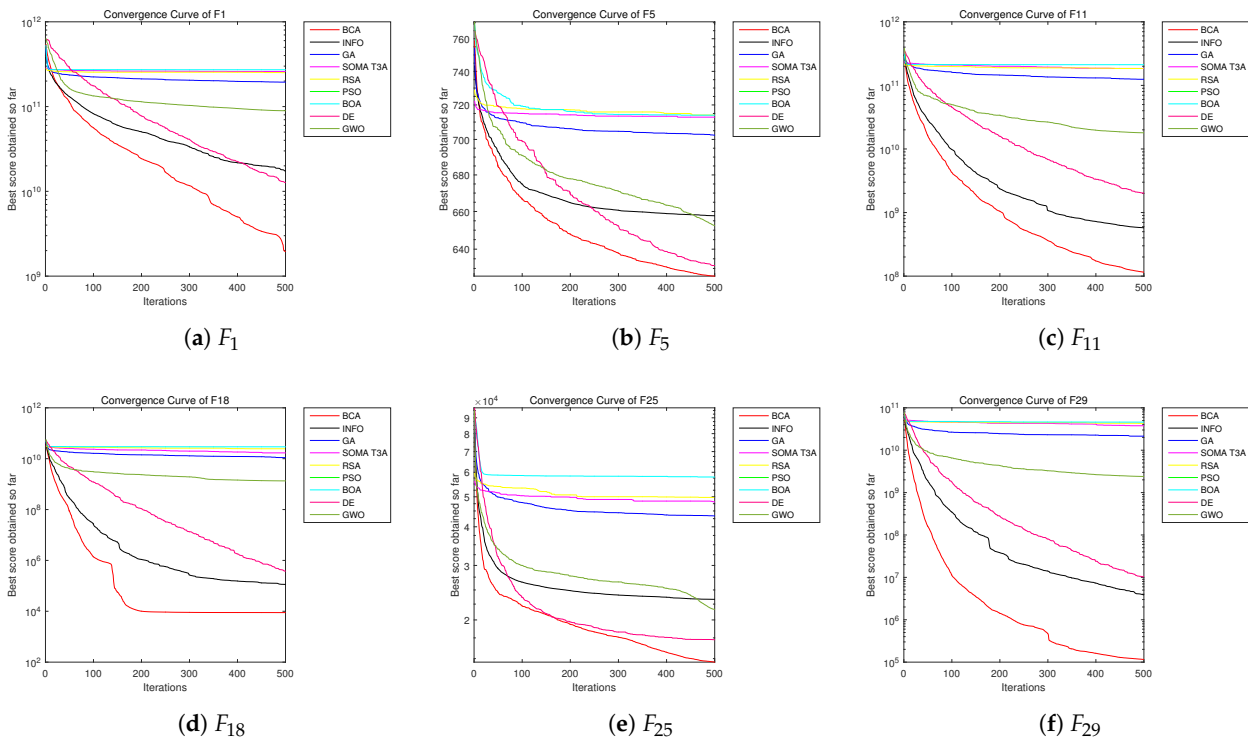 Convergence Curve of F1
10^12
10^11
10^10
10^9
Best score obtained so far
0 100 200 300 400 500
Iterations
BCA
INFO
GA
SOMA T3A
RSA
PSO
BOA
DE
GWO
(a) F1
Convergence Curve of F5
760
740
720
700
680
660
640
Best score obtained so far
0 100 200 300 400 500
Iterations
BCA
INFO
GA
SOMA T3A
RSA
PSO
BOA
DE
GWO
(b) F5
Convergence Curve of F11
10^12
10^11
10^10
10^9
10^8
Best score obtained so far
0 100 200 300 400 500
Iterations
BCA
INFO
GA
SOMA T3A
RSA
PSO
BOA
DE
GWO
(c) F11
Convergence Curve of F18
10^12
10^10
10^8
10^6
10^4
10^2
Best score obtained so far
0 100 200 300 400 500
Iterations
BCA
INFO
GA
SOMA T3A
RSA
PSO
BOA
DE
GWO
(d) F18
Convergence Curve of F25
× 10^4
9
8
7
6
5
4
3
2
Best score obtained so far
0 100 200 300 400 500
Iterations
BCA
INFO
GA
SOMA T3A
RSA
PSO
BOA
DE
GWO
(e) F25
Convergence Curve of F29
10^11
10^10
10^9
10^8
10^7
10^6
10^5
Best score obtained so far
0 100 200 300 400 500
Iterations
BCA
INFO
GA
SOMA T3A
RSA
PSO
BOA
DE
GWO
(f) F29